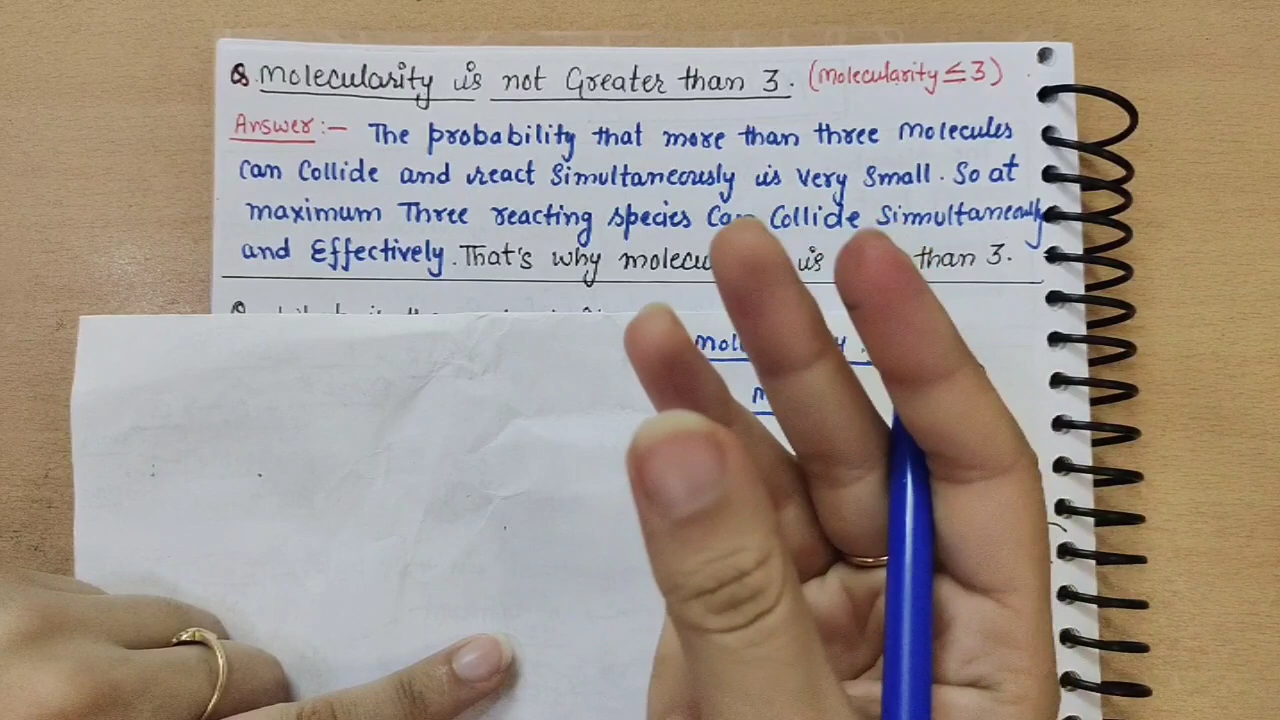 Q. Molecularity is not Greater than 3. (Molecularity ≤ 3)
Answer:- The probability that more than three Molecules
Can Collide and react Simultaneously is Very Small. So at
maximum Three reacting species Can Collide Simultaneously
and Effectively. That's why is than 3.